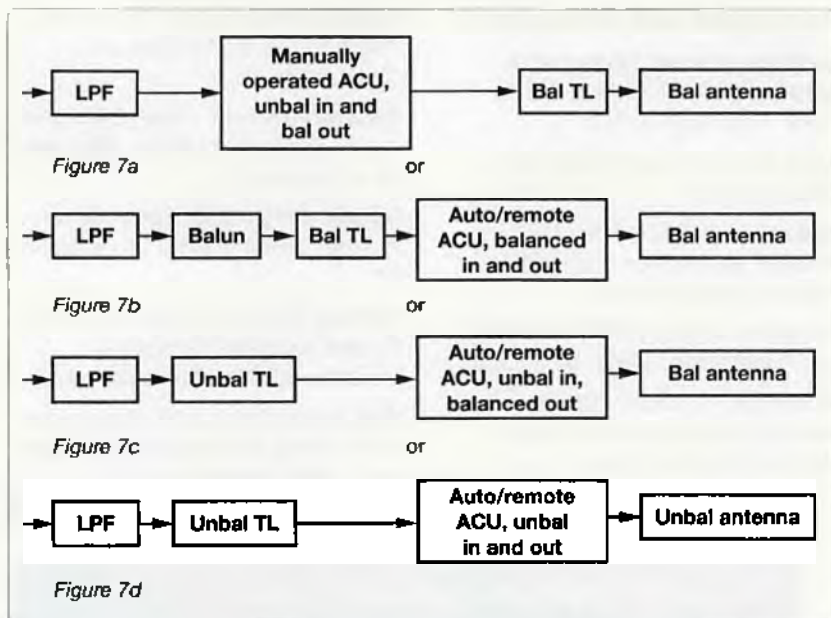 LPF
Manually
operated ACU,
unbal in and
bal out
Bal TL
Bal antenna
Figure 7a
or
LPF
Balun
Bal TL
Auto/remote
ACU, balanced
in and out
Bal antenna
Figure 7b
or
LPF
Unbal TL
Auto/remote
ACU, unbal in,
balanced out
Bal antenna
Figure 7c
or
LPF
Unbal TL
Auto/remote
ACU, unbal
in and out
Unbal antenna
Figure 7d